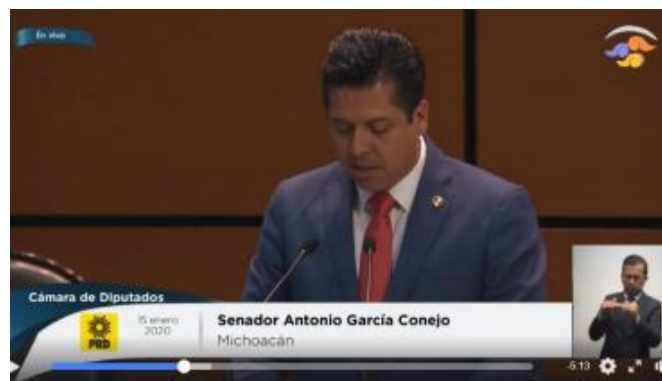 En vivo
Cámara de Diputados
PRD
15 enero
2020
Senador Antonio García Conejo
Michoacán
-5:13